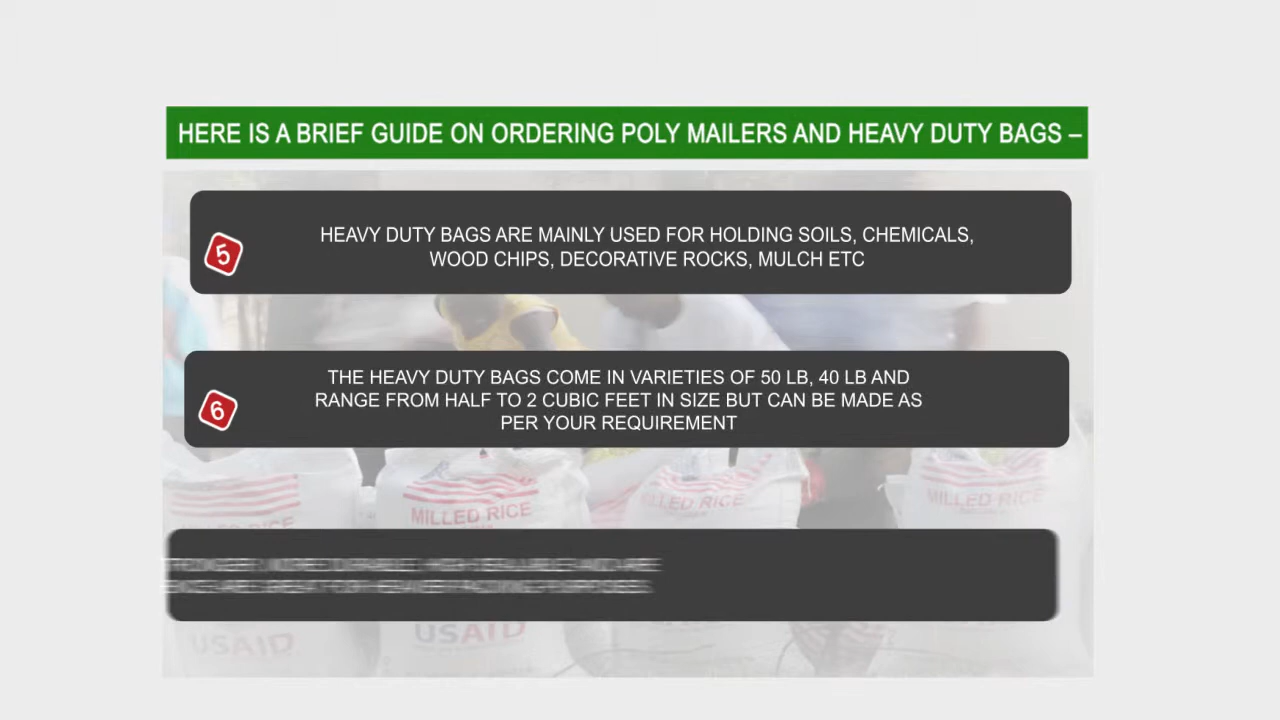 HERE IS A BRIEF GUIDE ON ORDERING POLY MAILERS AND HEAVY DUTY BAGS –
5
HEAVY DUTY BAGS ARE MAINLY USED FOR HOLDING SOILS, CHEMICALS,
WOOD CHIPS, DECORATIVE ROCKS, MULCH ETC
6
THE HEAVY DUTY BAGS COME IN VARIETIES OF 50 LB, 40 LB AND
RANGE FROM HALF TO 2 CUBIC FEET IN SIZE BUT CAN BE MADE AS
PER YOUR REQUIREMENT
MILLED RICE
MILLED RICE
MILLED RICE
USAID
USAID